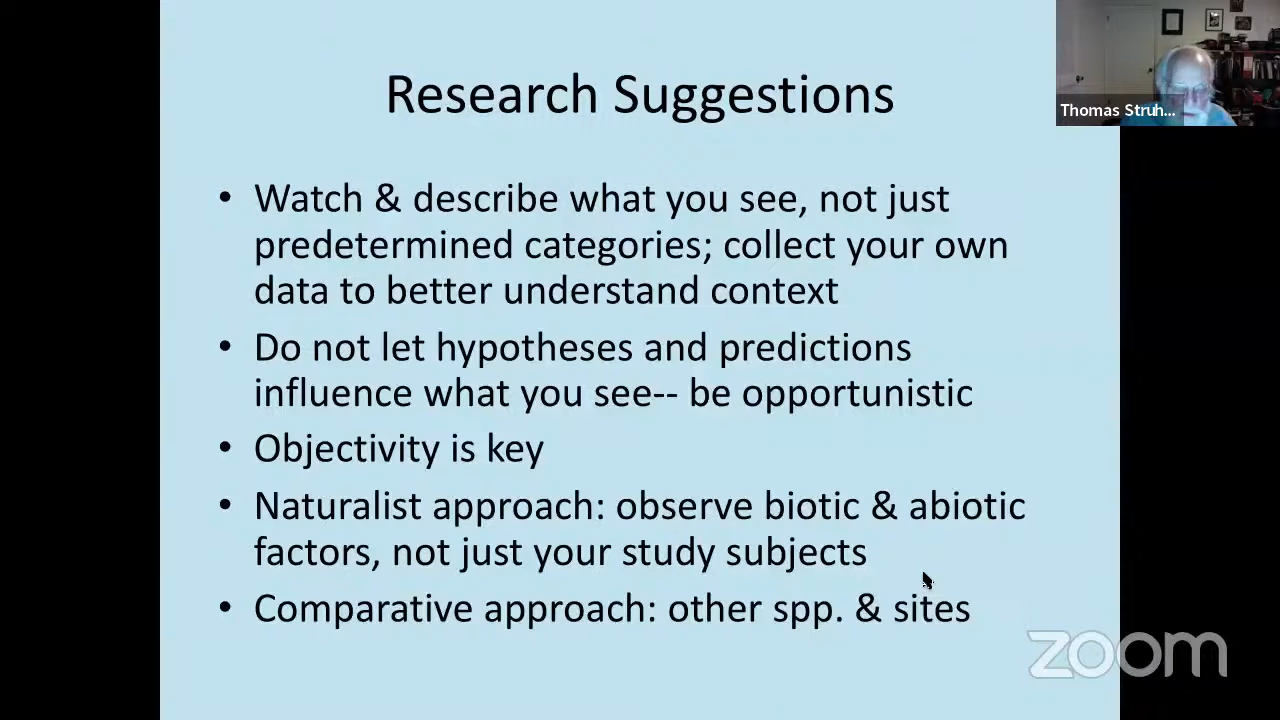 Research Suggestions
Thomas Struh...
• Watch & describe what you see, not just
predetermined categories; collect your own
data to better understand context
• Do not let hypotheses and predictions
influence what you see-- be opportunistic
• Objectivity is key
• Naturalist approach: observe biotic & abiotic
factors, not just your study subjects
• Comparative approach: other spp. & sites
zoom